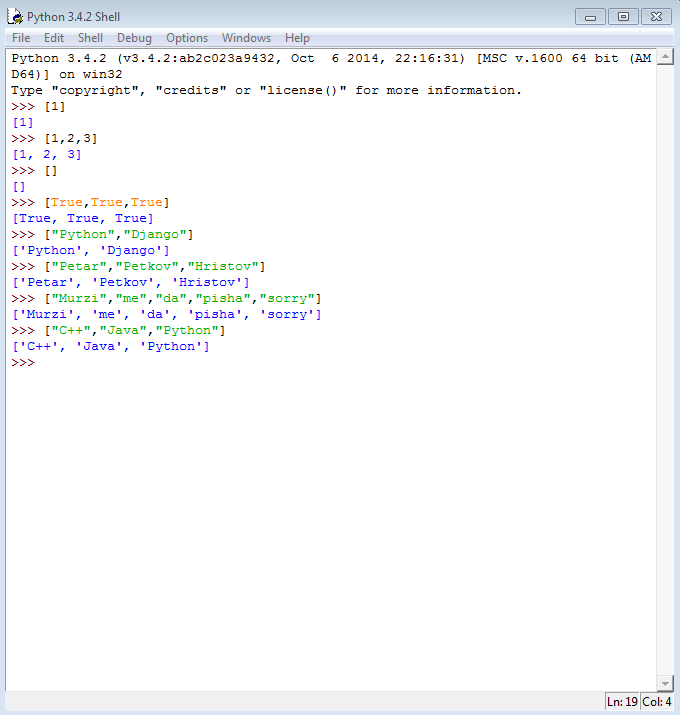 Python 3.4.2 Shell
File Edit Shell Debug Options Windows Help
Python 3.4.2 (v3.4.2:ab2c023a9432, Oct  6 2014, 22:16:31) [MSC v.1600 64 bit (AM
D64)] on win32
Type "copyright", "credits" or "license()" for more information.
>>> [1]
[1]
>>> [1,2,3]
[1, 2, 3]
>>> []
[]
>>> [True,True,True]
[True, True, True]
>>> ["Python","Django"]
['Python', 'Django']
>>> ["Petar","Petkov","Hristov"]
['Petar', 'Petkov', 'Hristov']
>>> ["Murzi","me","da","pisha","sorry"]
['Murzi', 'me', 'da', 'pisha', 'sorry']
>>> ["C++","Java","Python"]
['C++', 'Java', 'Python']
>>>
Ln: 19 Col: 4